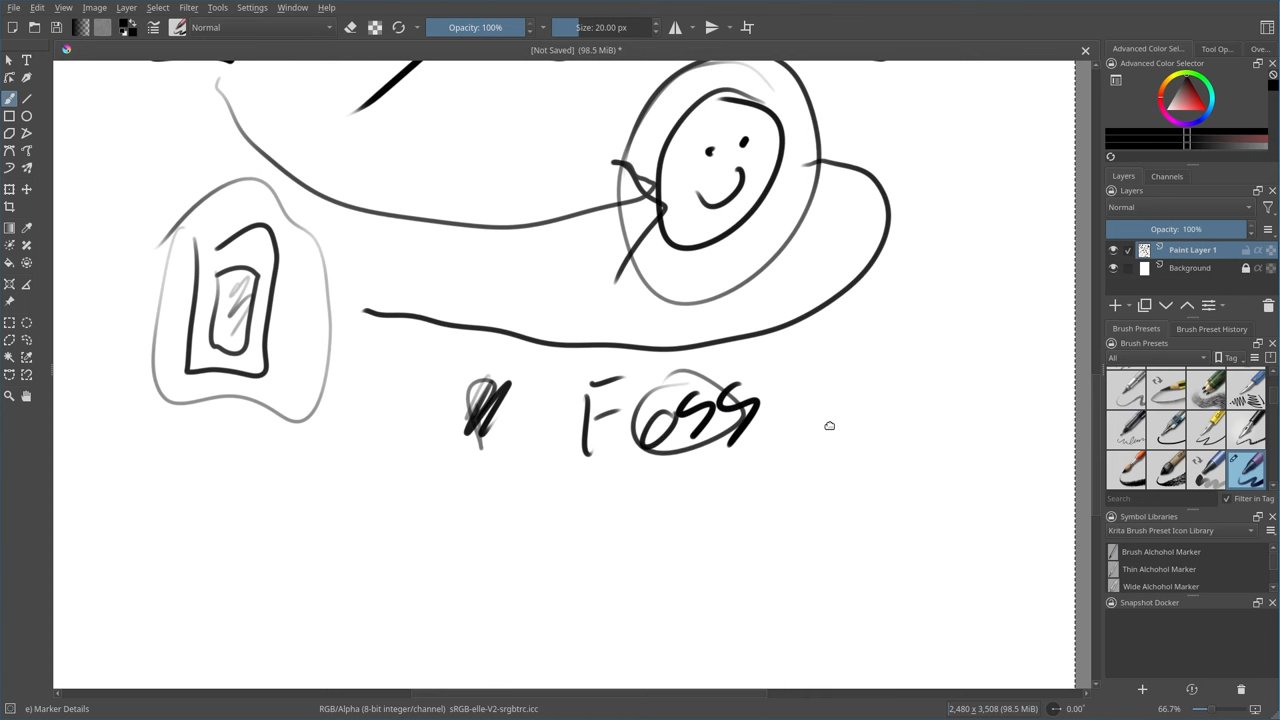 File Edit View Image Layer Select Filter Tools Settings Window Help
Normal Opacity: 100% Size: 20.00 px
[Not Saved] (98.5 MiB) *
Advanced Color Sel... Tool Op... Ove...
Advanced Color Selector
Layers Channels
Layers
Normal
Opacity: 100%
Paint Layer 1
Background
Brush Presets Brush Preset History
Brush Presets
All Tag
Search Filter in Tag
Symbol Libraries
Krita Brush Preset Icon Library
Brush Alchohol Marker
Thin Alchohol Marker
Wide Alchohol Marker
Snapshot Docker
e) Marker Details RGB/Alpha (8-bit integer/channel) sRGB-elle-V2-srgbtrc.icc 2,480 x 3,508 (98.5 MiB) 0.00° 66.7%